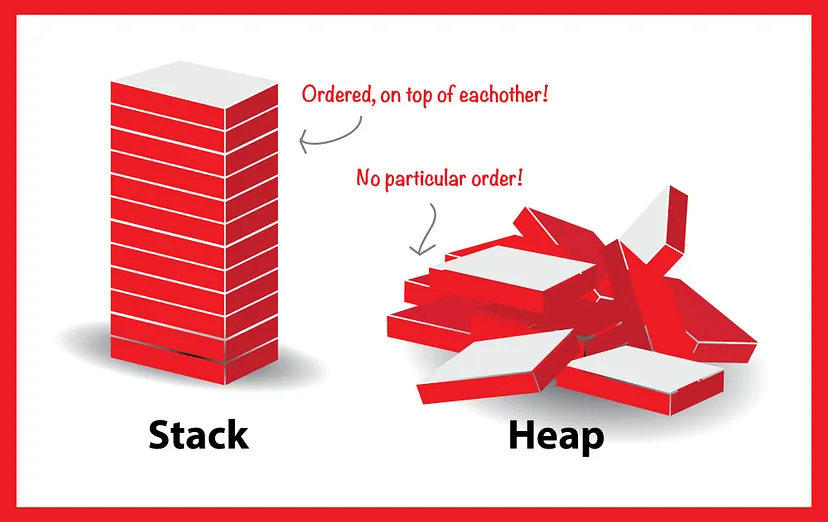 Ordered, on top of eachother!
No particular order!
Stack
Heap